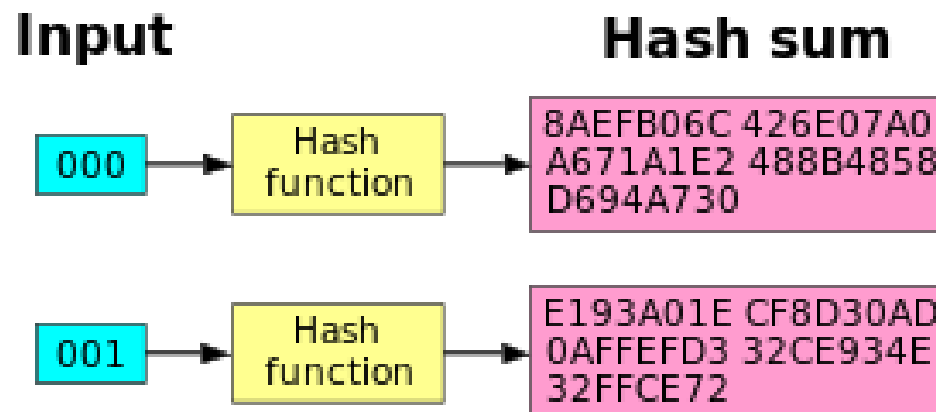 Input
Hash sum
000
Hash
function
8AEFB06C 426E07A0
A671A1E2 488B4858
D694A730
001
Hash
function
E193A01E CF8D30AD
0AFFEFD3 32CE934E
32FFCE72